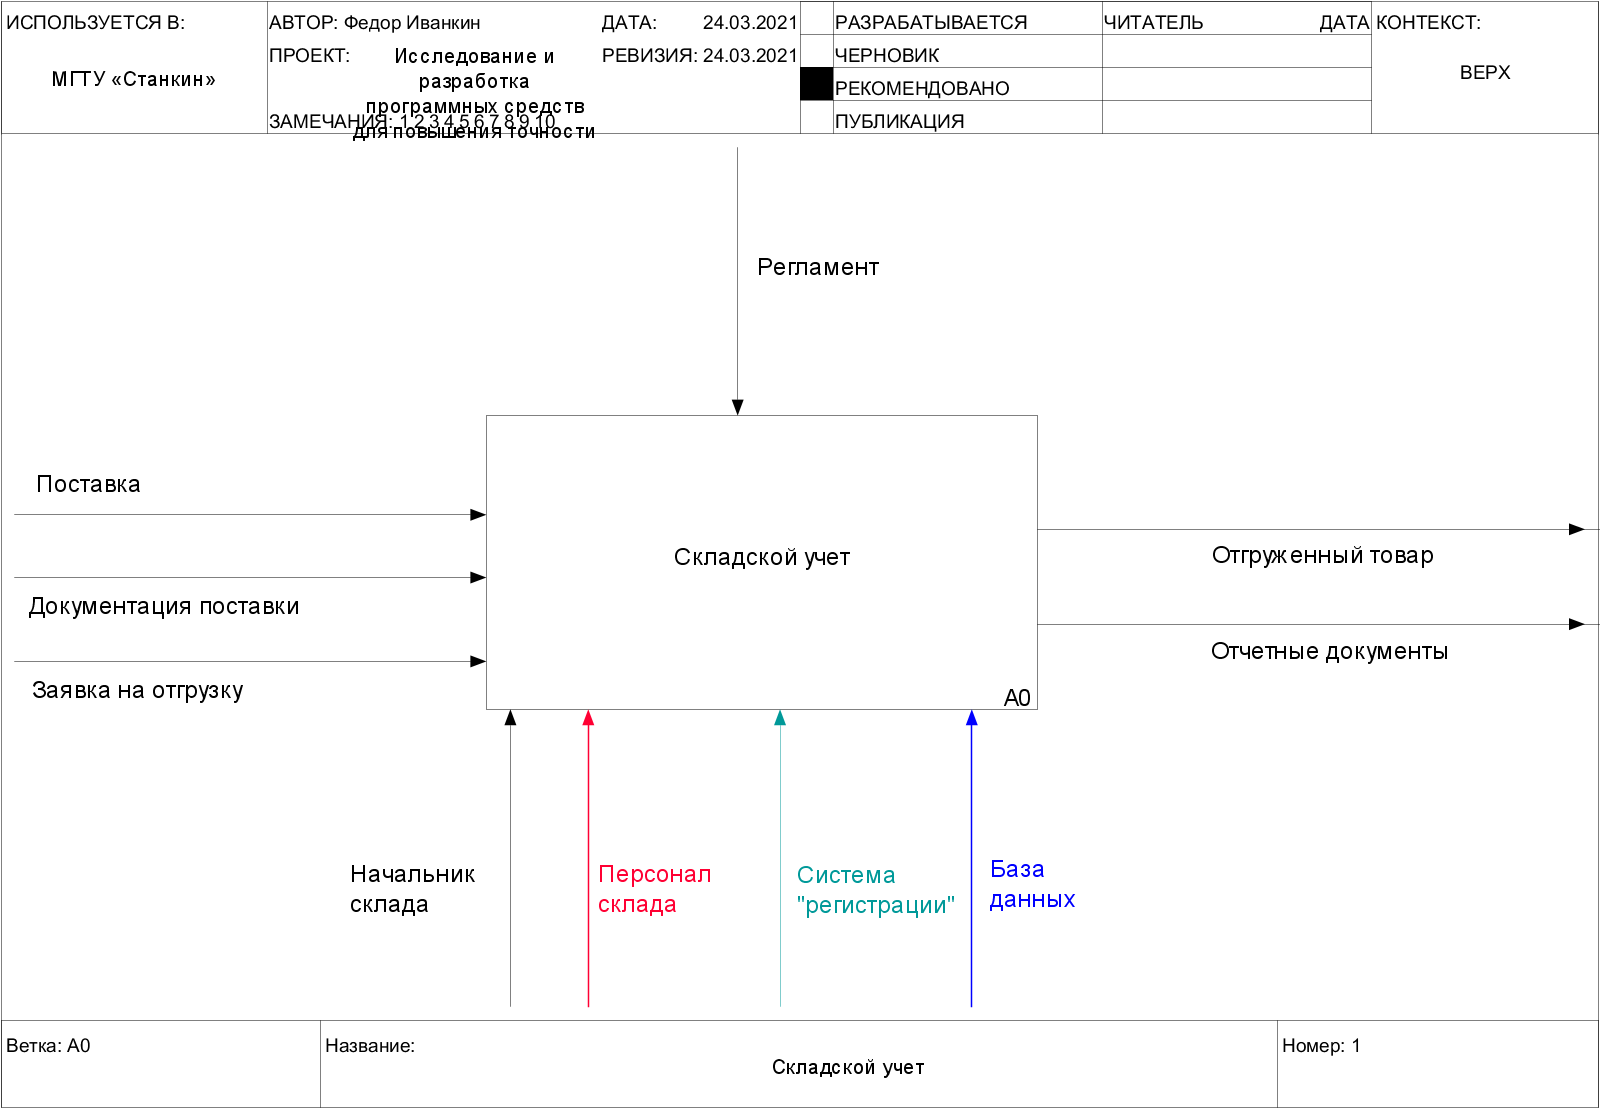 ИСПОЛЬЗУЕТСЯ В:
МГТУ «Станкин»
АВТОР: Федор Иванкин
ДАТА: 24.03.2021
ПРОЕКТ:
Исследование и
разработка
программных средств
для повышения точности
РЕВИЗИЯ: 24.03.2021
ЗАМЕЧАНИЯ: 1 2 3 4 5 6 7 8 9 10
РАЗРАБАТЫВАЕТСЯ
ЧЕРНОВИК
РЕКОМЕНДОВАНО
ПУБЛИКАЦИЯ
ЧИТАТЕЛЬ ДАТА
КОНТЕКСТ:
ВЕРХ
Регламент
Поставка
Документация поставки
Заявка на отгрузку
Складской учет
A0
Отгруженный товар
Отчетные документы
Начальник
склада
Персонал
склада
Система
"регистрации"
База
данных
Ветка: A0
Название:
Складской учет
Номер: 1